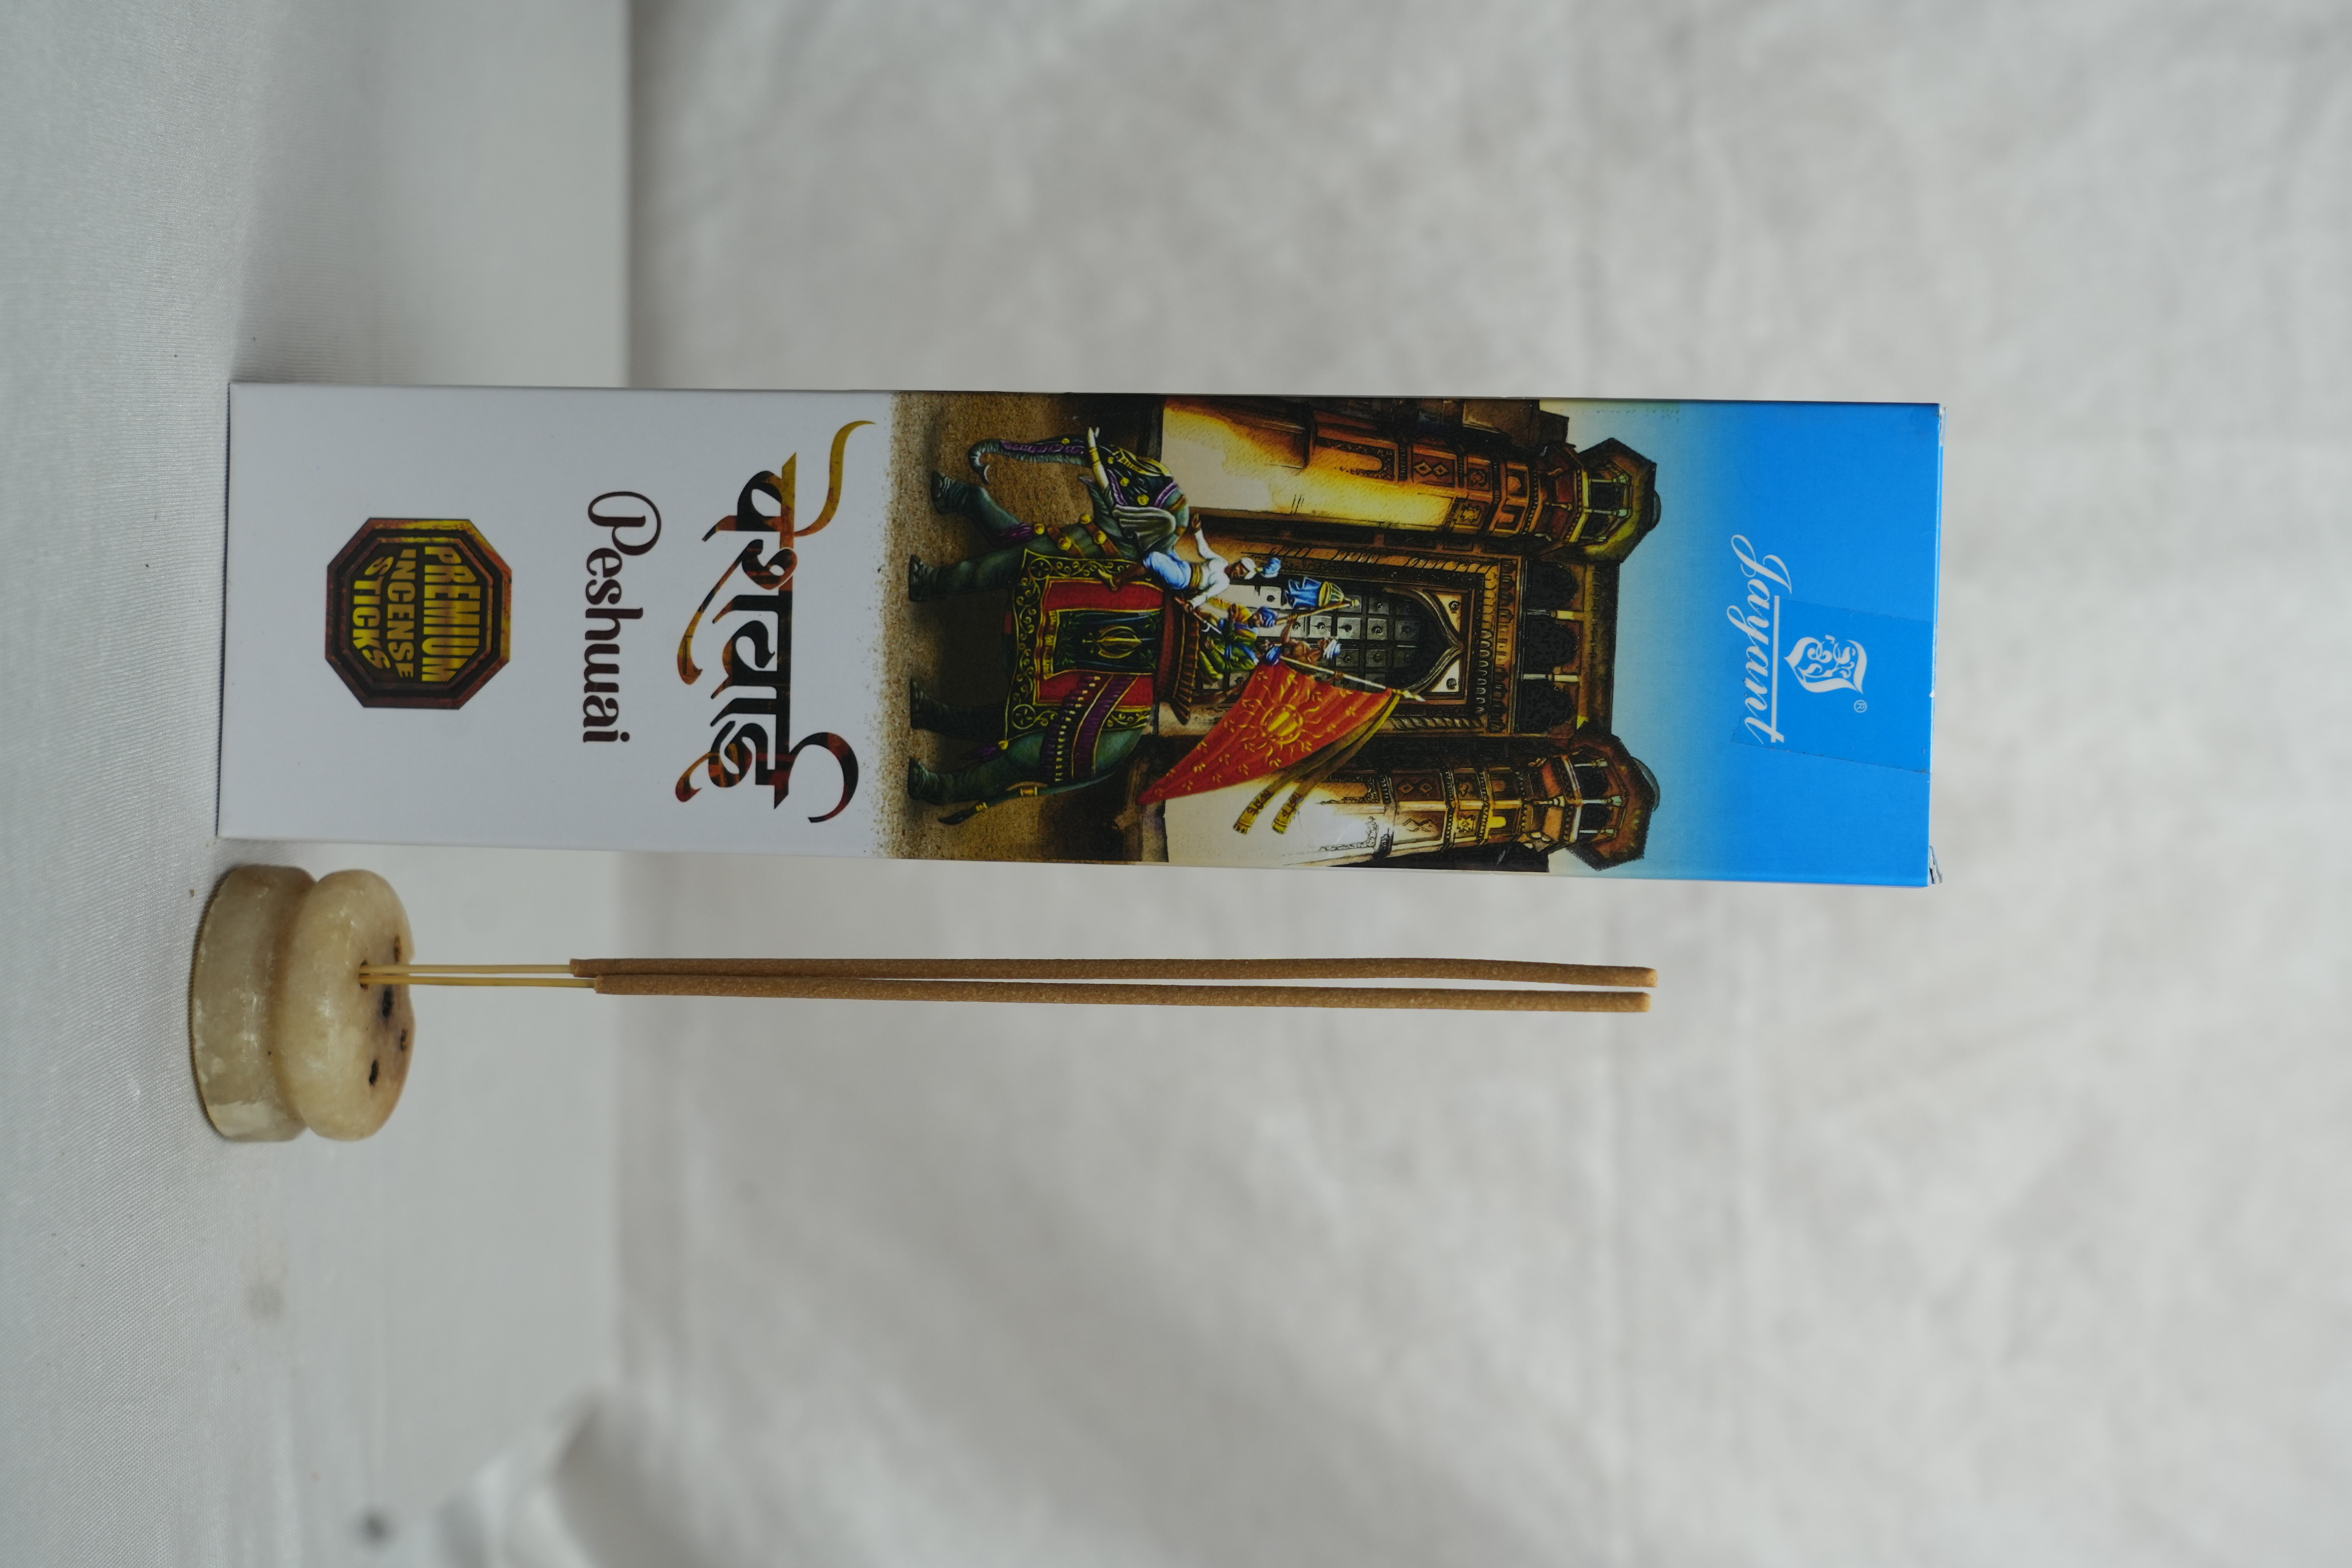 ®
Jayant
पेशवाई
Peshwai
PREMIUM
INCENSE
STICKS